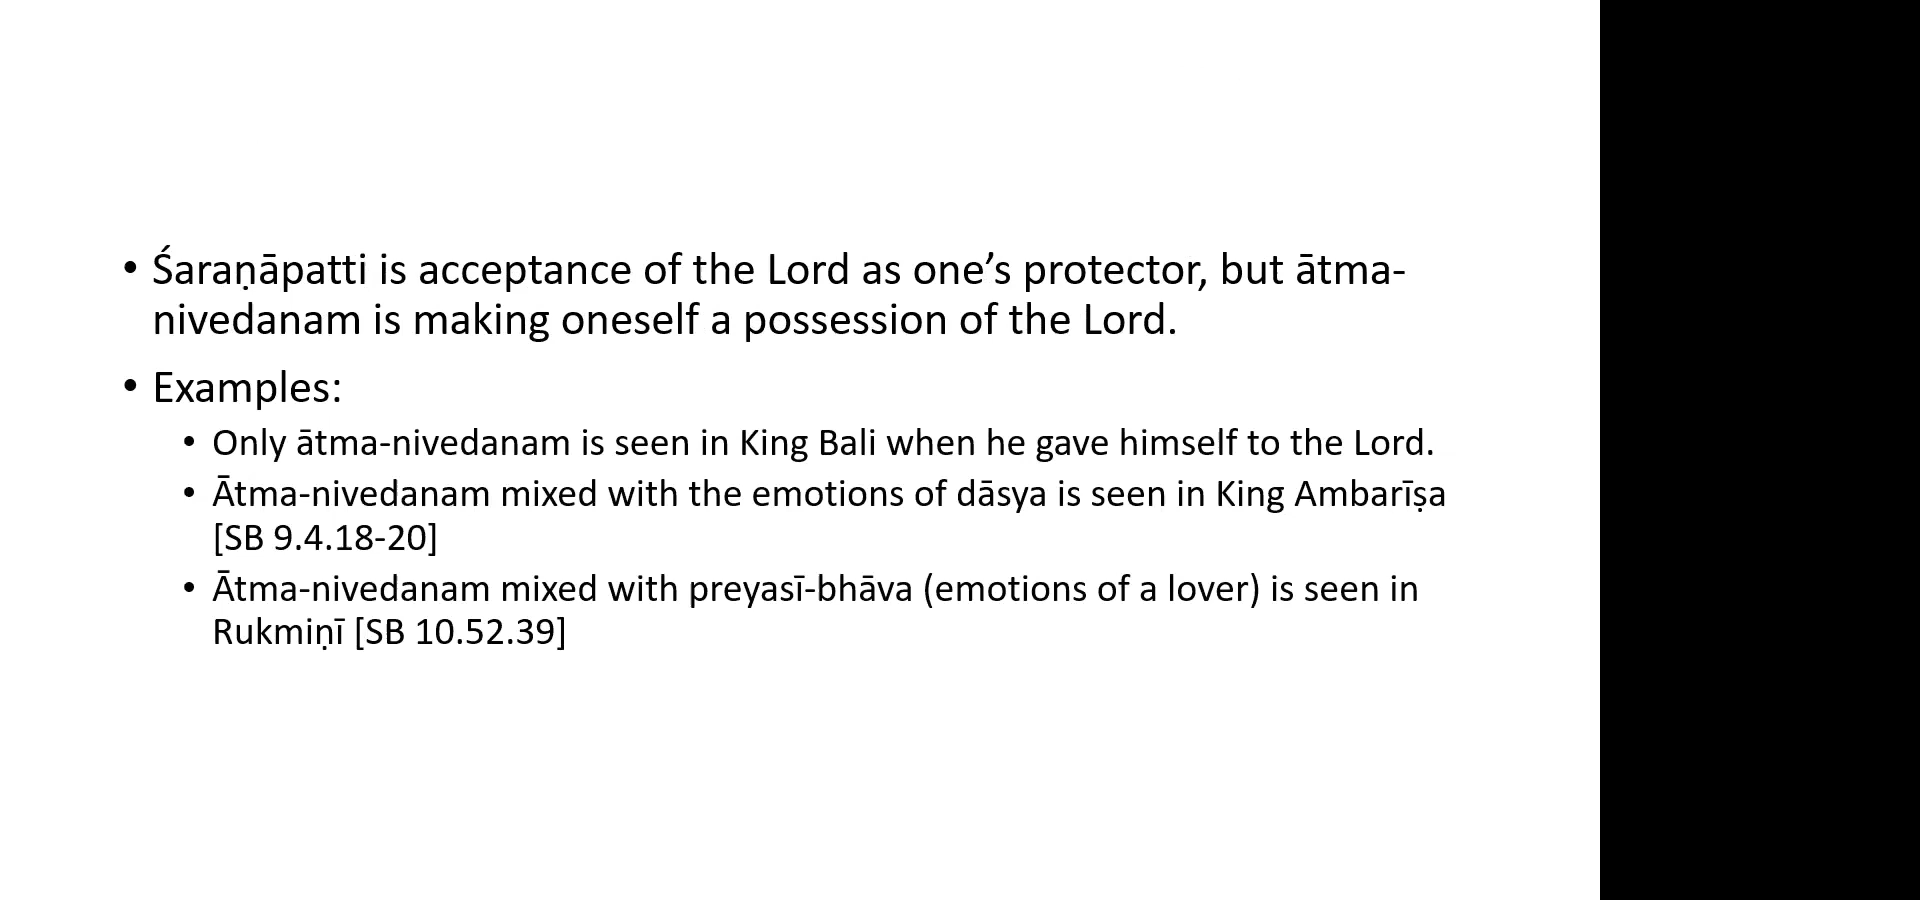 • Śaraṇāpatti is acceptance of the Lord as one’s protector, but ātma-
nivedanam is making oneself a possession of the Lord.
• Examples:
• Only ātma-nivedanam is seen in King Bali when he gave himself to the Lord.
• Ātma-nivedanam mixed with the emotions of dāsya is seen in King Ambarīṣa
[SB 9.4.18-20]
• Ātma-nivedanam mixed with preyasī-bhāva (emotions of a lover) is seen in
Rukmiṇī [SB 10.52.39]